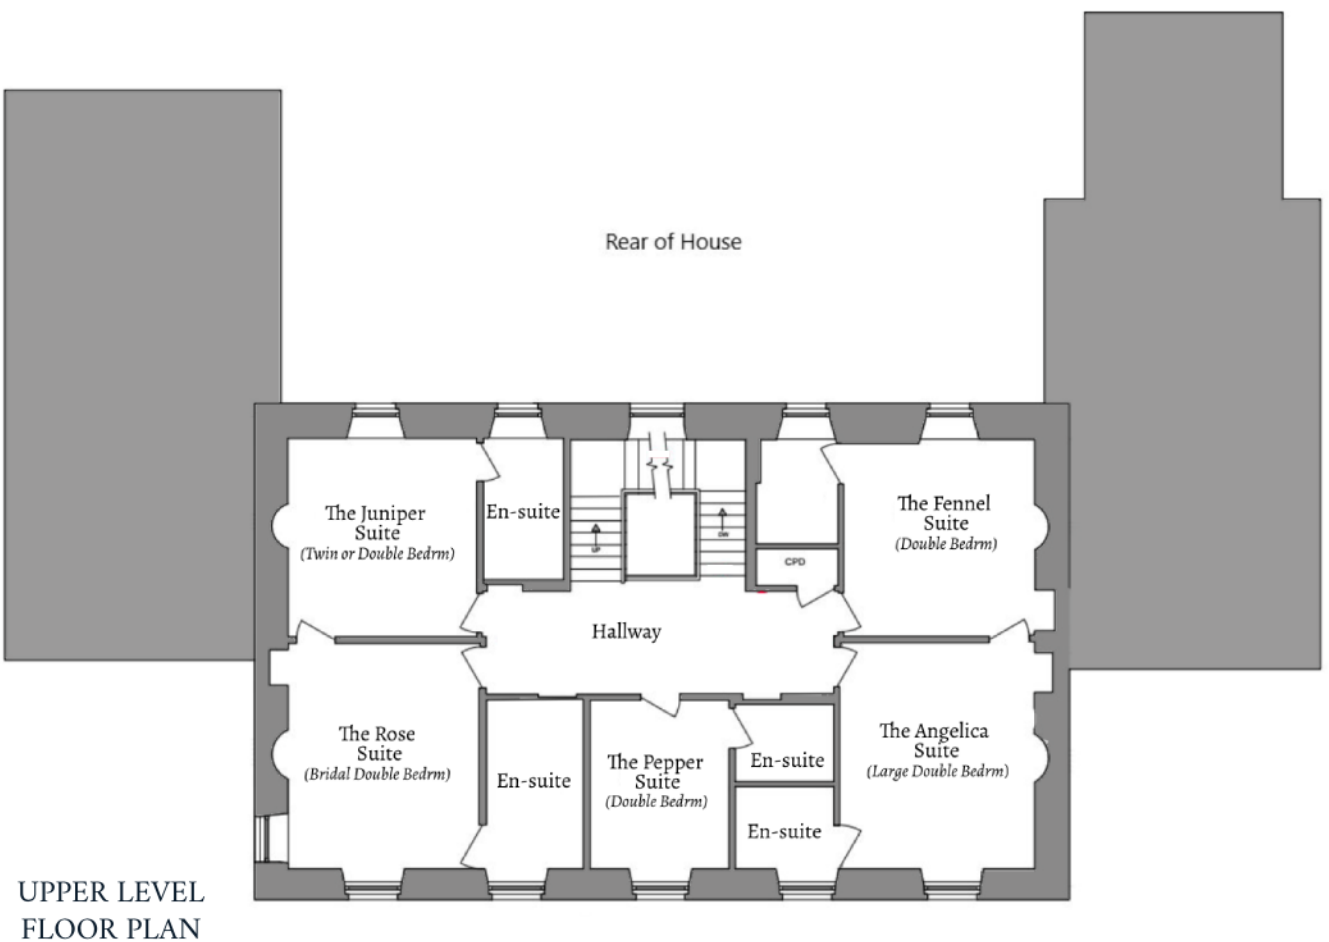 Rear of House
The Juniper
Suite
(Twin or Double Bedrm)
En-suite
UP
DW
CPD
The Fennel
Suite
(Double Bedrm)
Hallway
The Rose
Suite
(Bridal Double Bedrm)
En-suite
The Pepper
Suite
(Double Bedrm)
En-suite
En-suite
The Angelica
Suite
(Large Double Bedrm)
UPPER LEVEL
FLOOR PLAN